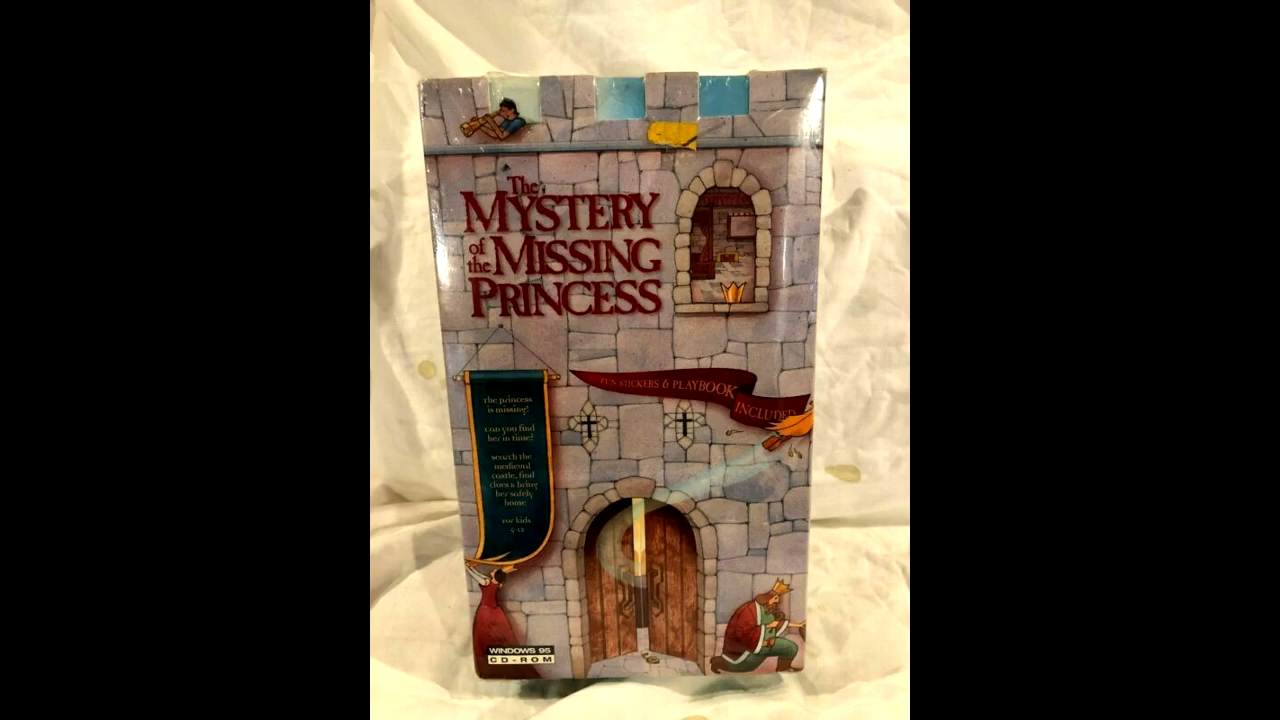 The
MYSTERY
of the MISSING
PRINCESS
FUN STICKERS & PLAYBOOK
INCLUDED
the princess
is missing!
can you find
her in time?
search the
medieval
castle, find
clues & bring
her safely
home
for kids
5-12
WINDOWS 95
CD-ROM